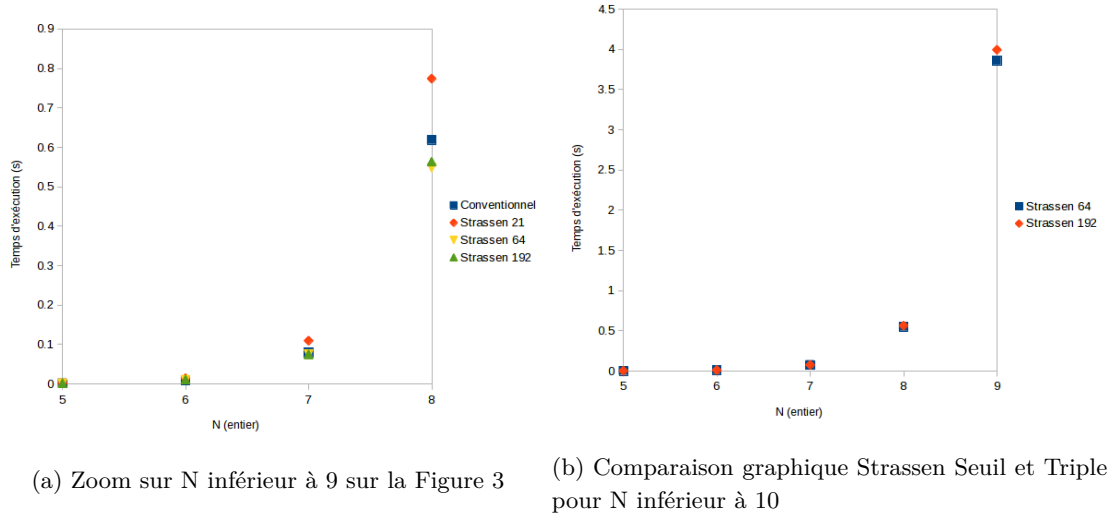 0.9
0.8
0.7
0.6
0.5
0.4
0.3
0.2
0.1
0
5
6
7
8
Temps d'exécution (s)
N (entier)
Conventionnel
Strassen 21
Strassen 64
Strassen 192
(a) Zoom sur N inférieur à 9 sur la Figure 3
4.5
4
3.5
3
2.5
2
1.5
1
0.5
0
5
6
7
8
9
Temps d'exécution (s)
N (entier)
Strassen 64
Strassen 192
(b) Comparaison graphique Strassen Seuil et Triple
pour N inférieur à 10